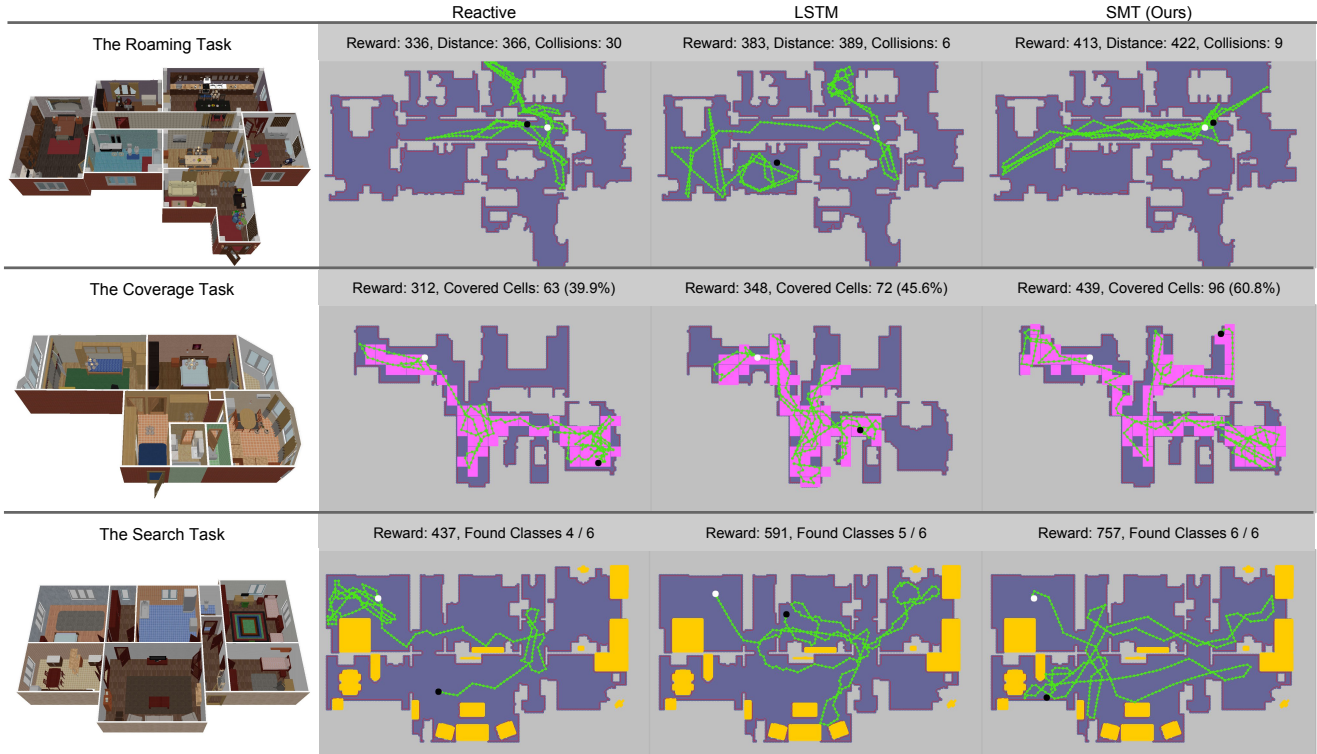 Reactive
LSTM
SMT (Ours)
The Roaming Task
Reward: 336, Distance: 366, Collisions: 30
Reward: 383, Distance: 389, Collisions: 6
Reward: 413, Distance: 422, Collisions: 9
The Coverage Task
Reward: 312, Covered Cells: 63 (39.9%)
Reward: 348, Covered Cells: 72 (45.6%)
Reward: 439, Covered Cells: 96 (60.8%)
The Search Task
Reward: 437, Found Classes 4 / 6
Reward: 591, Found Classes 5 / 6
Reward: 757, Found Classes 6 / 6